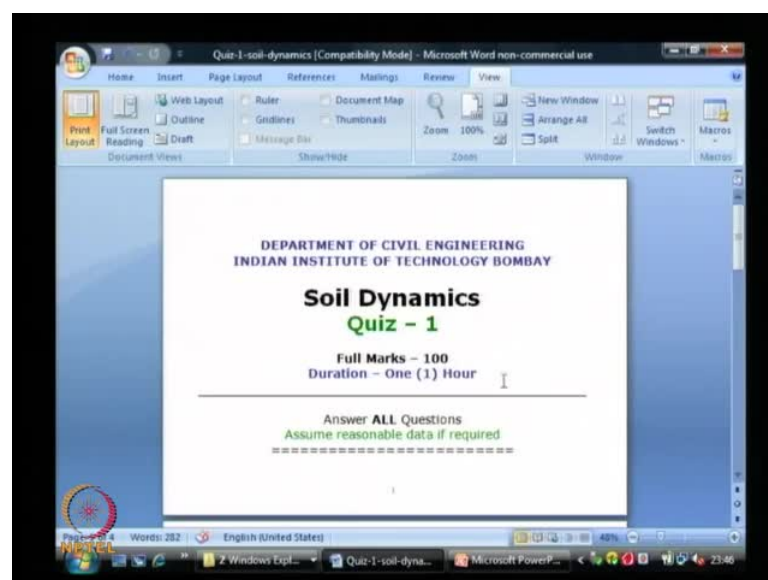 Quiz-1-soil-dynamics [Compatibility Mode] - Microsoft Word non-commercial use
Home Insert Page Layout References Mailings Review View
Print Layout
Full Screen Reading
Web Layout
Outline
Draft
Document Views
Ruler
Gridlines
Message Bar
Document Map
Thumbnails
Show/Hide
Zoom
100%
Zoom
New Window
Arrange All
Split
Switch Windows
Window
Macros
Macros
DEPARTMENT OF CIVIL ENGINEERING
INDIAN INSTITUTE OF TECHNOLOGY BOMBAY
Soil Dynamics
Quiz – 1
Full Marks – 100
Duration – One (1) Hour
Answer ALL Questions
Assume reasonable data if required
=========================
1
4 Words: 282 English (United States) 46%
NPTEL
2 Windows Expl... Quiz-1-soil-dyna... Microsoft PowerP... 23:46